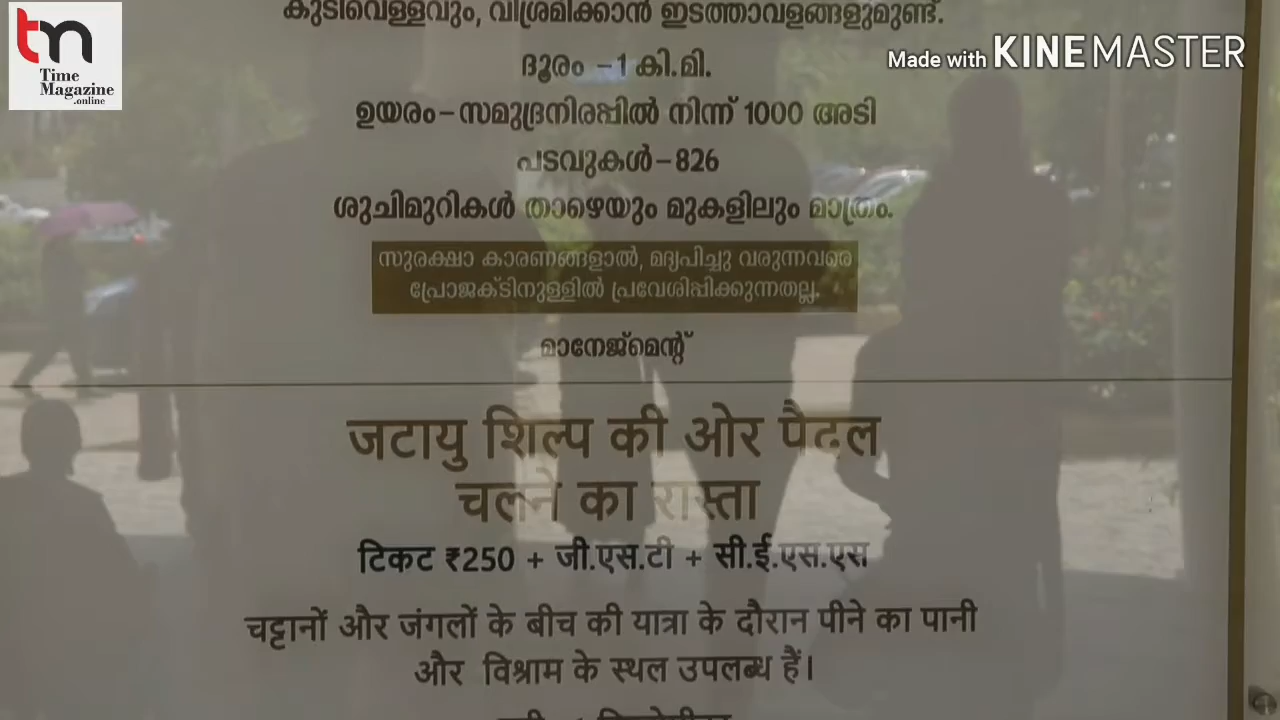 tm
Time
Magazine
.online
Made with KINEMASTER
കുടിവെള്ളവും, വിശ്രമിക്കാൻ ഇടത്താവളങ്ങളുമുണ്ട്.
ദൂരം -1 കി.മി.
ഉയരം-സമുദ്രനിരപ്പിൽ നിന്ന് 1000 അടി
പടവുകൾ-826
ശുചിമുറികൾ താഴെയും മുകളിലും മാത്രം.
സുരക്ഷാ കാരണങ്ങളാൽ, മദ്യപിച്ചു വരുന്നവരെ
പ്രോജക്ടിനുള്ളിൽ പ്രവേശിപ്പിക്കുന്നതല്ല.
മാനേജ്മെന്റ്
जटायु शिल्प की ओर पैदल
चलने का रास्ता
टिकट ₹250 + जी.एस.टी + सी.ई.एस.एस
चट्टानों और जंगलों के बीच की यात्रा के दौरान पीने का पानी
और विश्राम के स्थल उपलब्ध हैं।